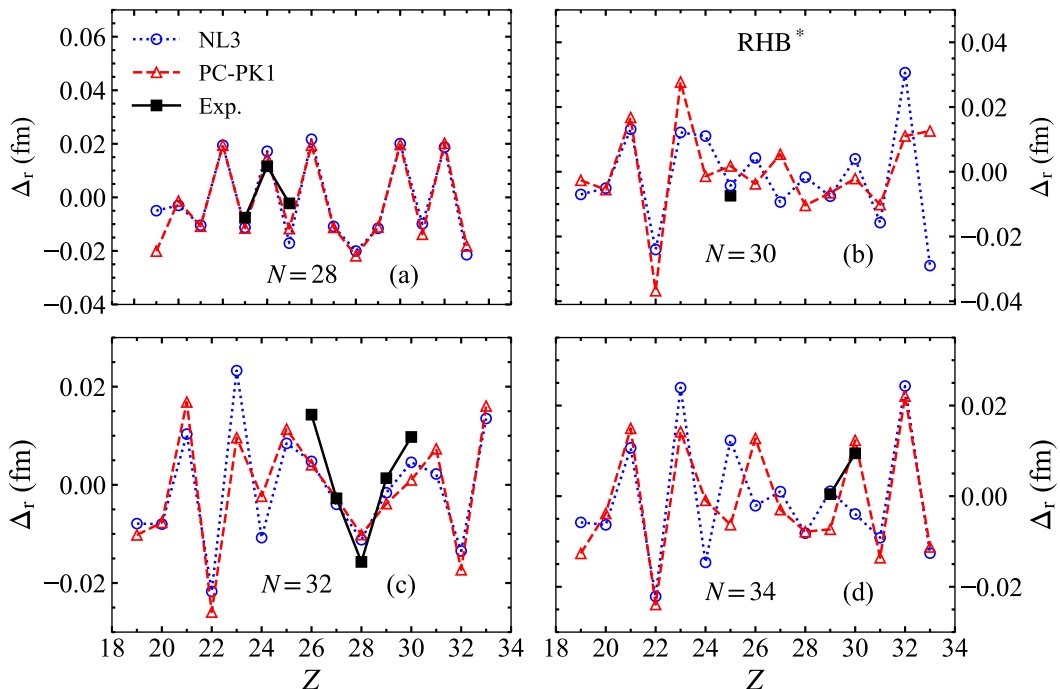 0.06
0.04
0.02
0.00
−0.02
−0.04
Δr (fm)
NL3
PC-PK1
Exp.
N = 28 (a)
RHB*
N = 30 (b)
0.04
0.02
0.00
−0.02
−0.04
Δr (fm)
0.02
0.00
−0.02
Δr (fm)
N = 32 (c)
18 20 22 24 26 28 30 32 34
Z
N = 34 (d)
0.02
0.00
−0.02
Δr (fm)
18 20 22 24 26 28 30 32 34
Z